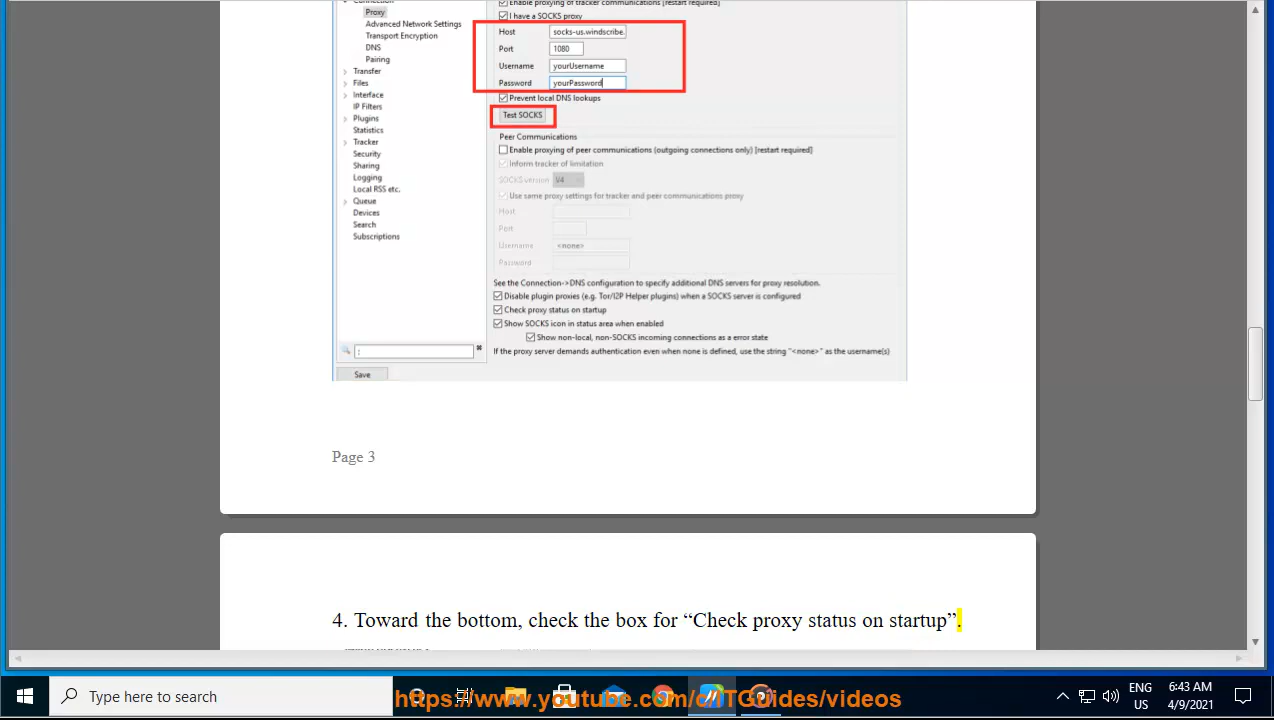 Connection
Proxy
Advanced Network Settings
Transport Encryption
DNS
Pairing
Transfer
Files
Interface
IP Filters
Plugins
Statistics
Tracker
Security
Sharing
Logging
Local RSS etc.
Queue
Devices
Search
Subscriptions
:
Save
Enable proxying of tracker communications [restart required]
I have a SOCKS proxy
Host socks-us.windscribe.
Port 1080
Username yourUsername
Password yourPassword
Prevent local DNS lookups
Test SOCKS
Peer Communications
Enable proxying of peer communications (outgoing connections only) [restart required]
Inform tracker of limitation
SOCKS version V4
Use same proxy settings for tracker and peer communications proxy
Host
Port
Username <none>
Password
See the Connection->DNS configuration to specify additional DNS servers for proxy resolution.
Disable plugin proxies (e.g. Tor/I2P Helper plugins) when a SOCKS server is configured
Check proxy status on startup
Show SOCKS icon in status area when enabled
Show non-local, non-SOCKS incoming connections as a error state
If the proxy server demands authentication even when none is defined, use the string "<none>" as the username(s)
Page 3
4. Toward the bottom, check the box for “Check proxy status on startup”.
Type here to search
https://www.youtube.com/c/ITGuides/videos
ENG
US
6:43 AM
4/9/2021